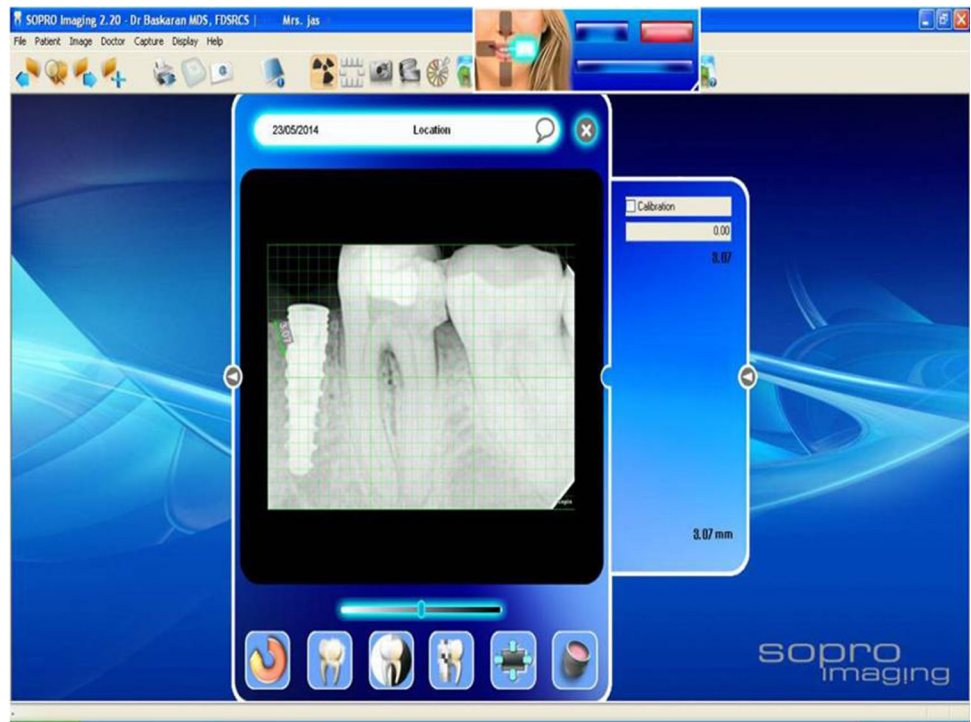 SOPRO Imaging 2.20 - Dr Baskaran MDS, FDSRCS | Mrs. jas
File Patient Image Doctor Capture Display Help
23/05/2014 Location
Calibration
0.00
3.07
3.07
3.07 mm
sopro
imaging